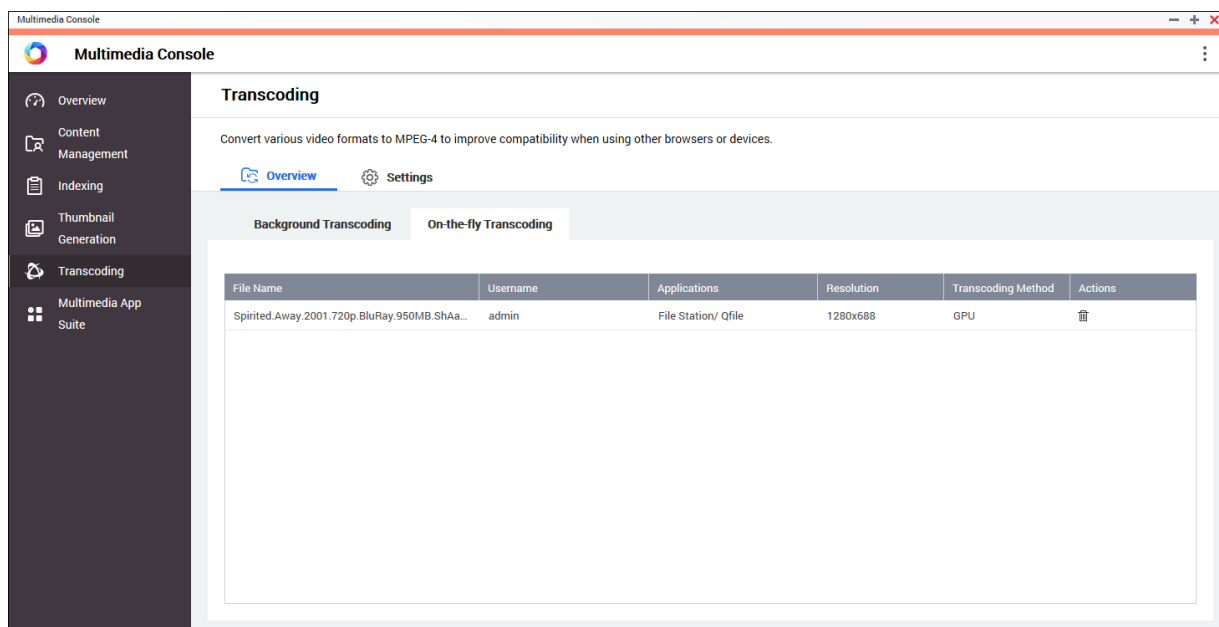 Multimedia Console
Multimedia Console
Overview
Content
Management
Indexing
Thumbnail
Generation
Transcoding
Multimedia App
Suite
Transcoding
Convert various video formats to MPEG-4 to improve compatibility when using other browsers or devices.
Overview Settings
Background Transcoding On-the-fly Transcoding
File Name Username Applications Resolution Transcoding Method Actions
Spirited.Away.2001.720p.BluRay.950MB.ShAa... admin File Station/ Qfile 1280x688 GPU